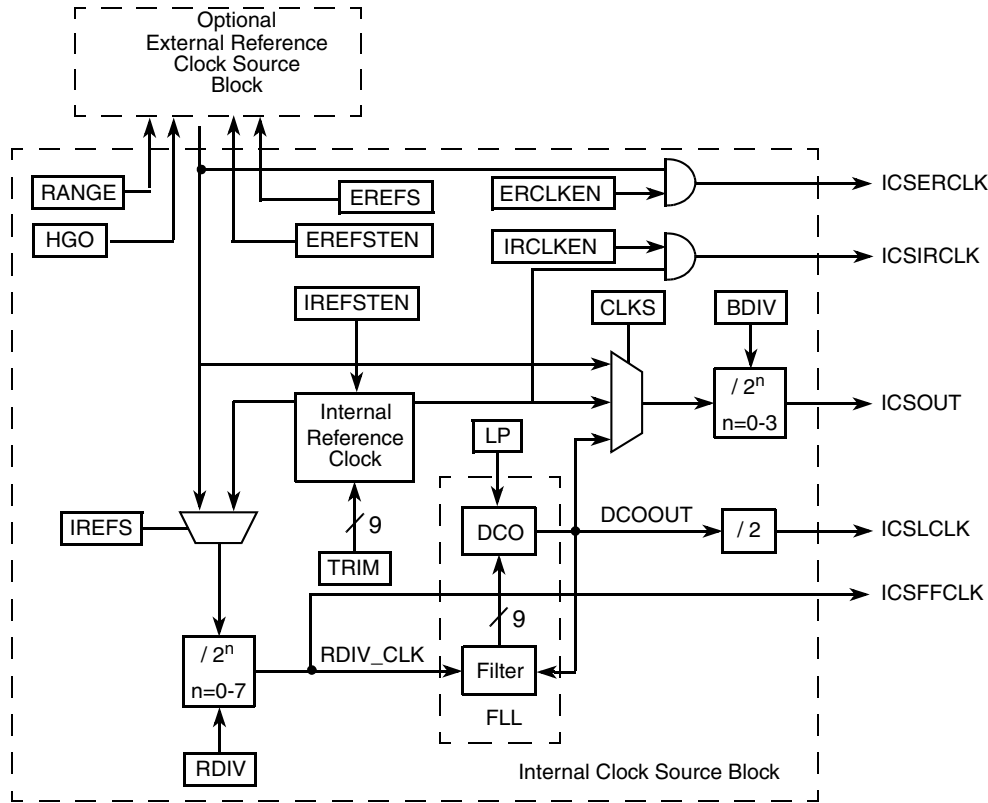 Optional
External Reference
Clock Source
Block
RANGE
HGO
EREFS
EREFSTEN
ERCLKEN
IRCLKEN
ICSERCLK
ICSIRCLK
IREFSTEN
CLKS
BDIV
Internal
Reference
Clock
/ 2ⁿ
n=0-3
ICSOUT
LP
IREFS
9
TRIM
DCO
DCOOUT
/ 2
ICSLCLK
ICSFFCLK
9
/ 2ⁿ
n=0-7
RDIV_CLK
Filter
FLL
RDIV
Internal Clock Source Block